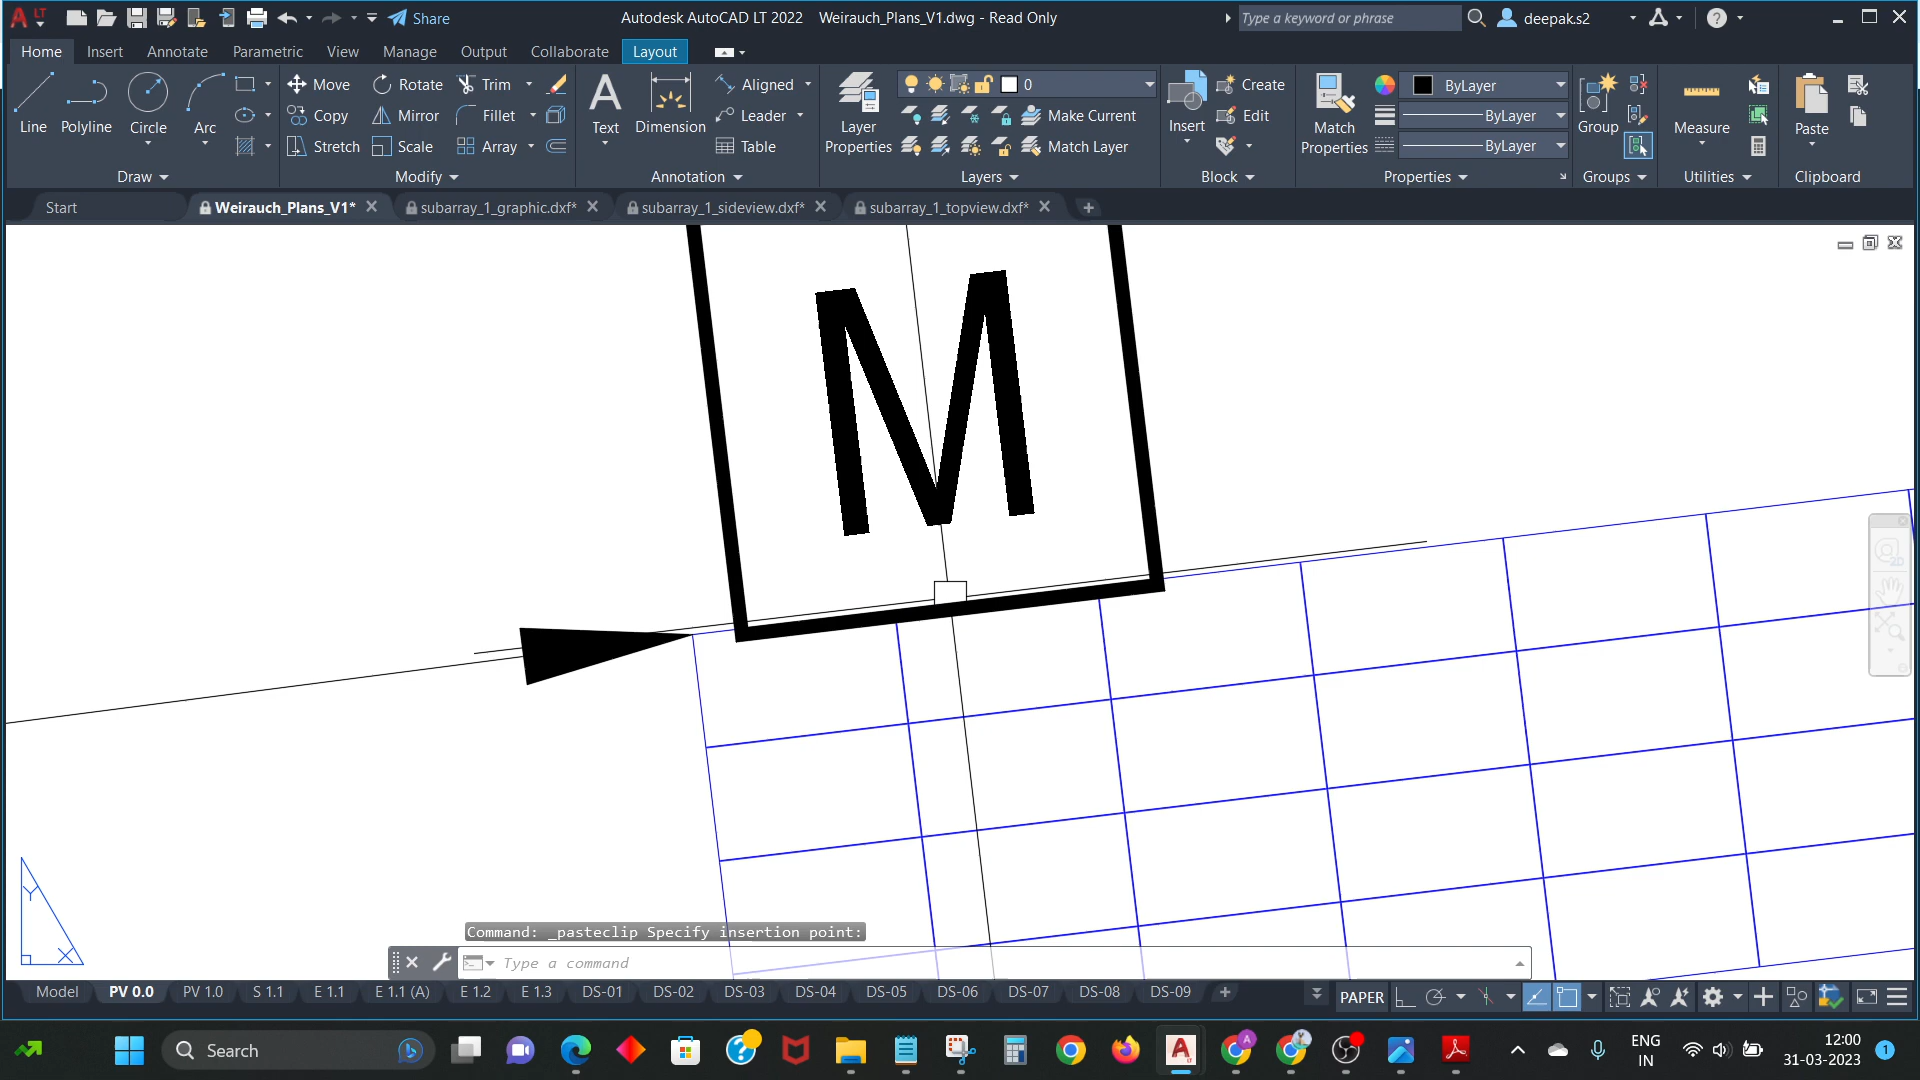 LT
Share
Autodesk AutoCAD LT 2022 Weirauch_Plans_V1.dwg - Read Only
Type a keyword or phrase
deepak.s2
Home Insert Annotate Parametric View Manage Output Collaborate Layout
Line Polyline Circle Arc
Move Rotate Trim
Copy Mirror Fillet
Stretch Scale Array
Text Dimension
Aligned
Leader
Table
Layer Properties
0
Make Current
Match Layer
Insert
Create
Edit
Match Properties
ByLayer
ByLayer
ByLayer
Group
Measure
Paste
Draw Modify Annotation Layers Block Properties Groups Utilities Clipboard
Start Weirauch_Plans_V1* subarray_1_graphic.dxf* subarray_1_sideview.dxf* subarray_1_topview.dxf*
M
2D
Y
X
Command: _pasteclip Specify insertion point:
Type a command
Model PV 0.0 PV 1.0 S 1.1 E 1.1 E 1.1 (A) E 1.2 E 1.3 DS-01 DS-02 DS-03 DS-04 DS-05 DS-06 DS-07 DS-08 DS-09
PAPER
Search
ENG
IN
12:00
31-03-2023
1